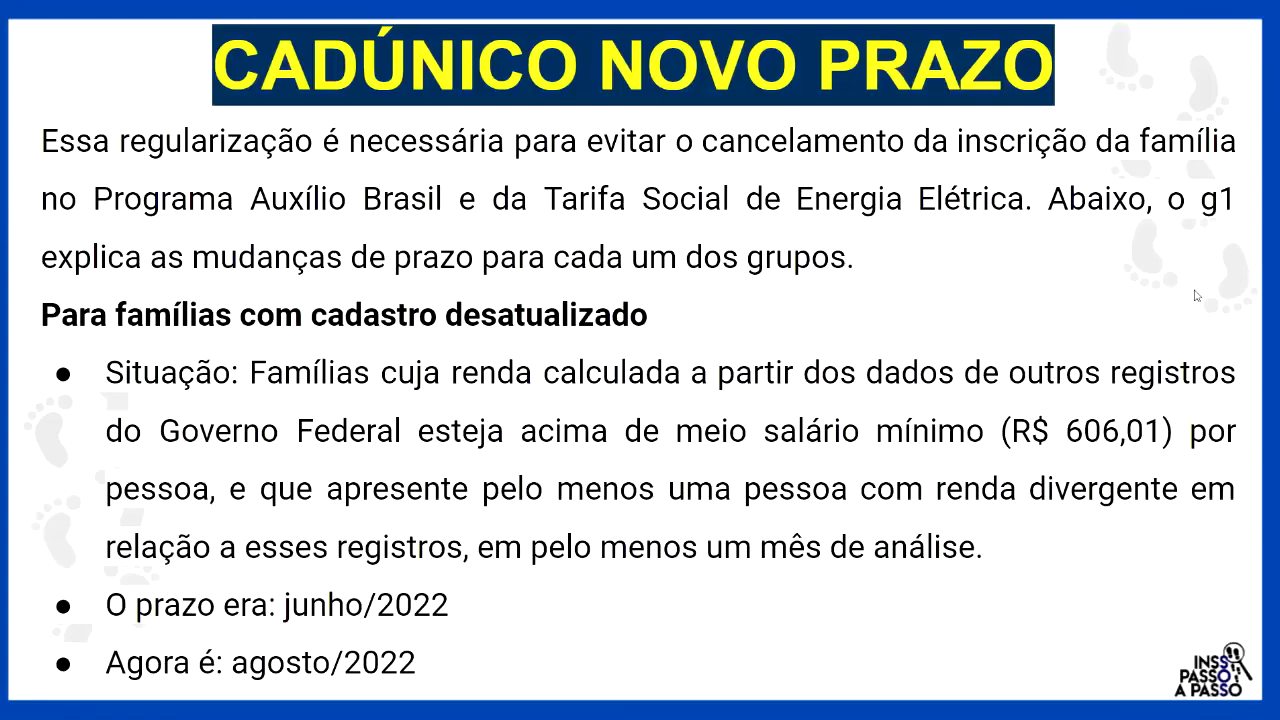 CADÚNICO NOVO PRAZO
Essa regularização é necessária para evitar o cancelamento da inscrição da família
no Programa Auxílio Brasil e da Tarifa Social de Energia Elétrica. Abaixo, o g1
explica as mudanças de prazo para cada um dos grupos.
Para famílias com cadastro desatualizado
● Situação: Famílias cuja renda calculada a partir dos dados de outros registros
do Governo Federal esteja acima de meio salário mínimo (R$ 606,01) por
pessoa, e que apresente pelo menos uma pessoa com renda divergente em
relação a esses registros, em pelo menos um mês de análise.
● O prazo era: junho/2022
● Agora é: agosto/2022
INSS
PASSO
A PASSO